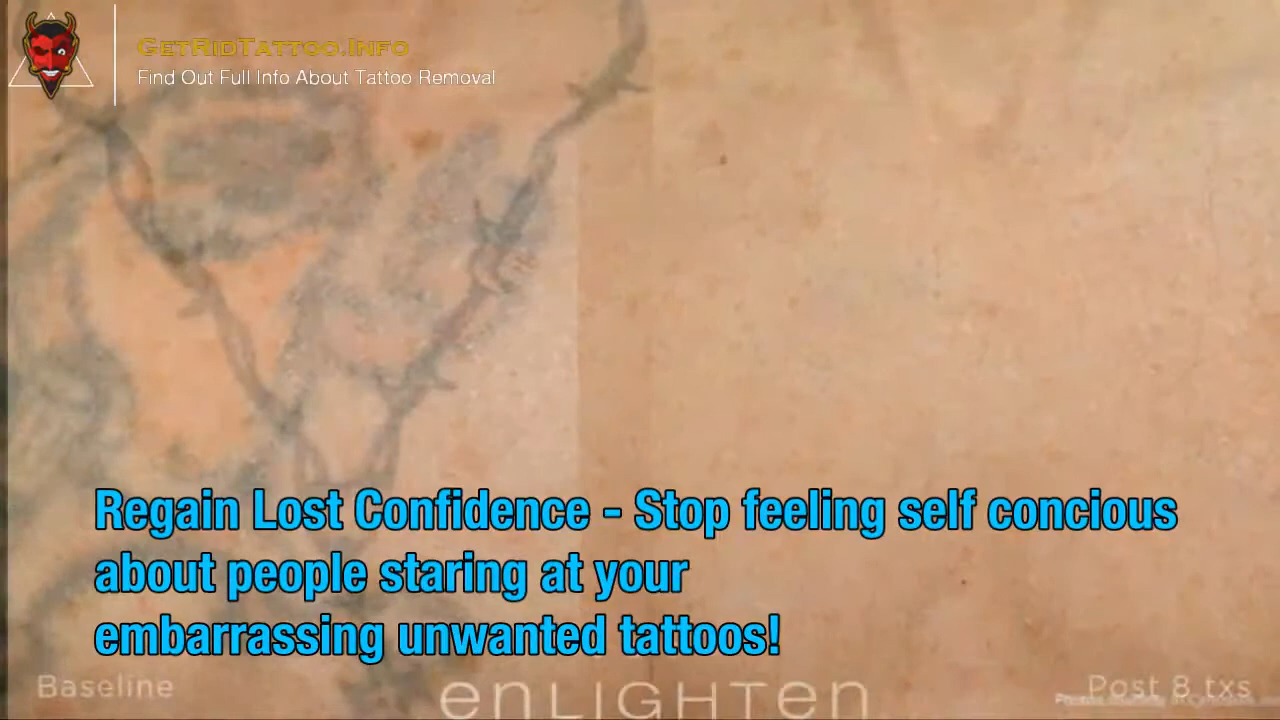 GetRidTattoo.Info
Find Out Full Info About Tattoo Removal
Regain Lost Confidence - Stop feeling self concious
about people staring at your
embarrassing unwanted tattoos!
Baseline
enLIGHTen
Post 8 txs